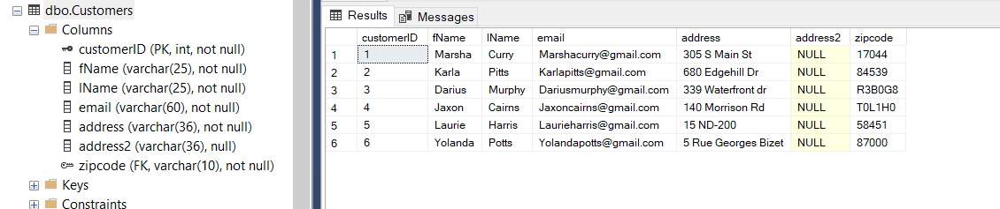 dbo.Customers
Columns
customerID (PK, int, not null)
fName (varchar(25), not null)
lName (varchar(25), not null)
email (varchar(60), not null)
address (varchar(36), not null)
address2 (varchar(36), null)
zipcode (FK, varchar(10), not null)
Keys
Constraints
Results Messages
customerID fName lName email address address2 zipcode
1 1 Marsha Curry Marshacurry@gmail.com 305 S Main St NULL 17044
2 2 Karla Pitts Karlapitts@gmail.com 680 Edgehill Dr NULL 84539
3 3 Darius Murphy Dariusmurphy@gmail.com 339 Waterfront dr NULL R3B0G8
4 4 Jaxon Cairns Jaxoncairns@gmail.com 140 Morrison Rd NULL T0L1H0
5 5 Laurie Harris Laurieharris@gmail.com 15 ND-200 NULL 58451
6 6 Yolanda Potts Yolandapotts@gmail.com 5 Rue Georges Bizet NULL 87000